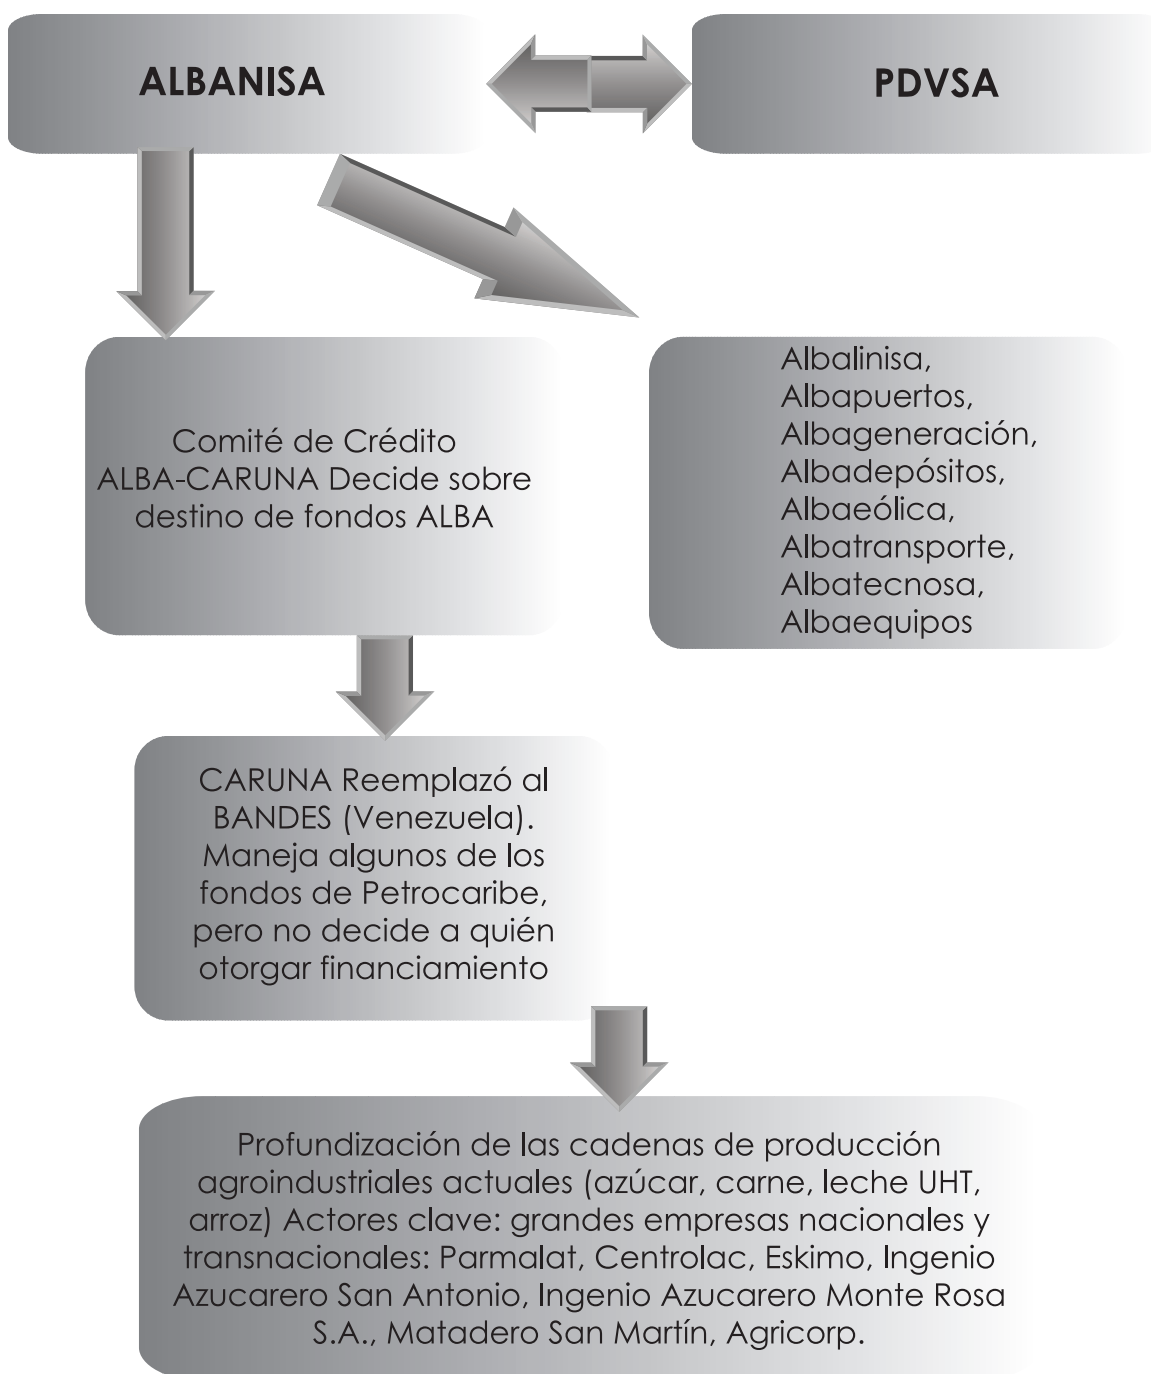 ALBANISA
PDVSA
Comité de Crédito
ALBA-CARUNA Decide sobre
destino de fondos ALBA
Albalinisa,
Albapuertos,
Albageneración,
Albadepósitos,
Albaeólica,
Albatransporte,
Albatecnosa,
Albaequipos
CARUNA Reemplazó al
BANDES (Venezuela).
Maneja algunos de los
fondos de Petrocaribe,
pero no decide a quién
otorgar financiamiento
Profundización de las cadenas de producción
agroindustriales actuales (azúcar, carne, leche UHT,
arroz) Actores clave: grandes empresas nacionales y
transnacionales: Parmalat, Centrolac, Eskimo, Ingenio
Azucarero San Antonio, Ingenio Azucarero Monte Rosa
S.A., Matadero San Martín, Agricorp.